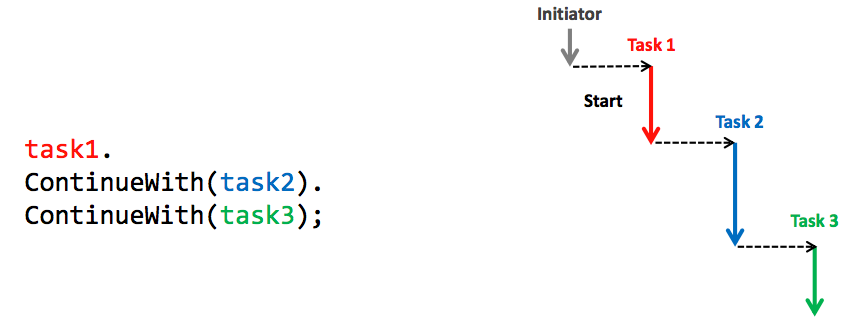 task1.
ContinueWith(task2).
ContinueWith(task3);
Initiator
Task 1
Start
Task 2
Task 3